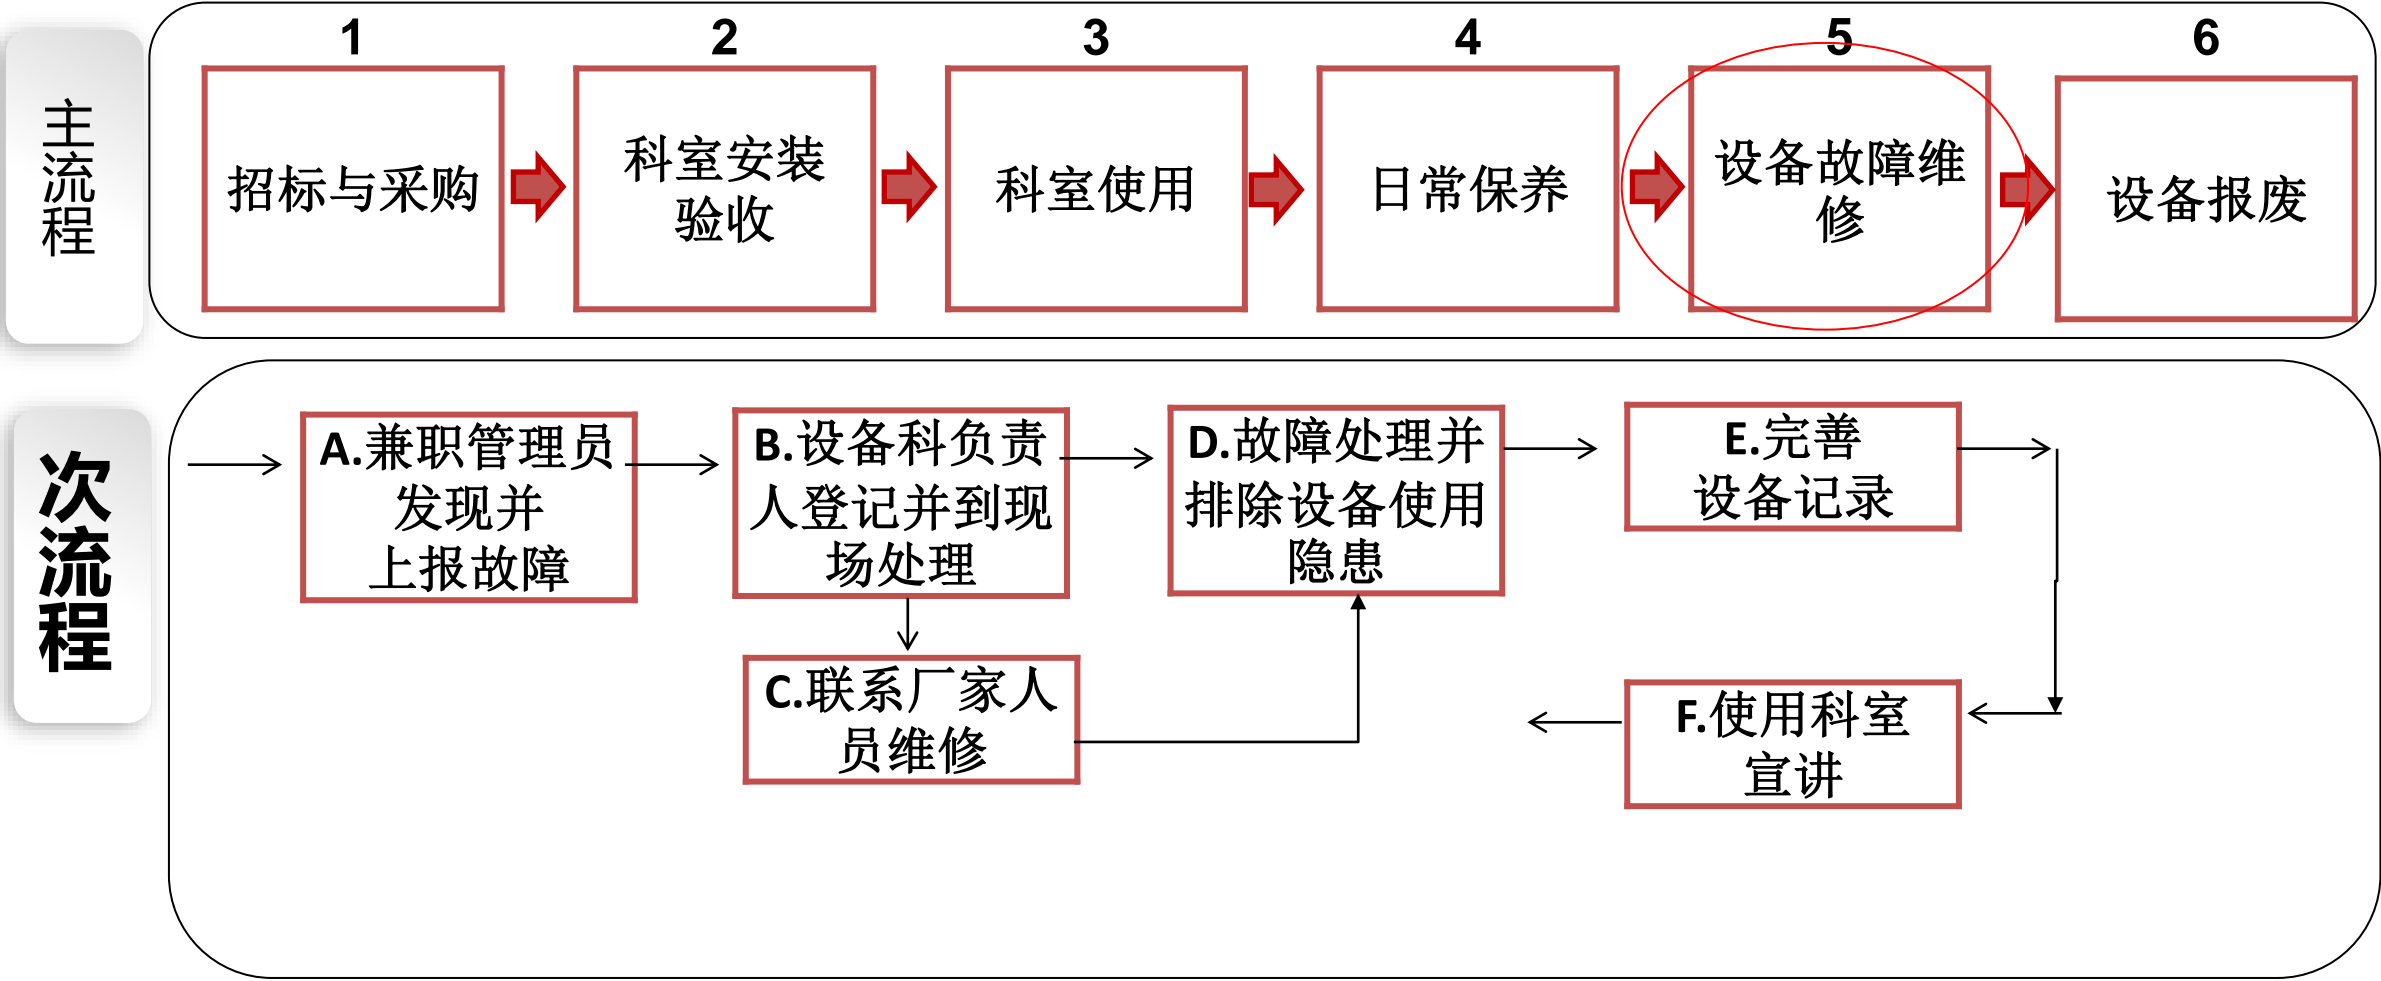 主流程
1
2
3
4
5
6
招标与采购
科室安装
验收
科室使用
日常保养
设备故障维
修
设备报废
次流程
A.兼职管理员
发现并
上报故障
B.设备科负责
人登记并到现
场处理
D.故障处理并
排除设备使用
隐患
E.完善
设备记录
C.联系厂家人
员维修
F.使用科室
宣讲